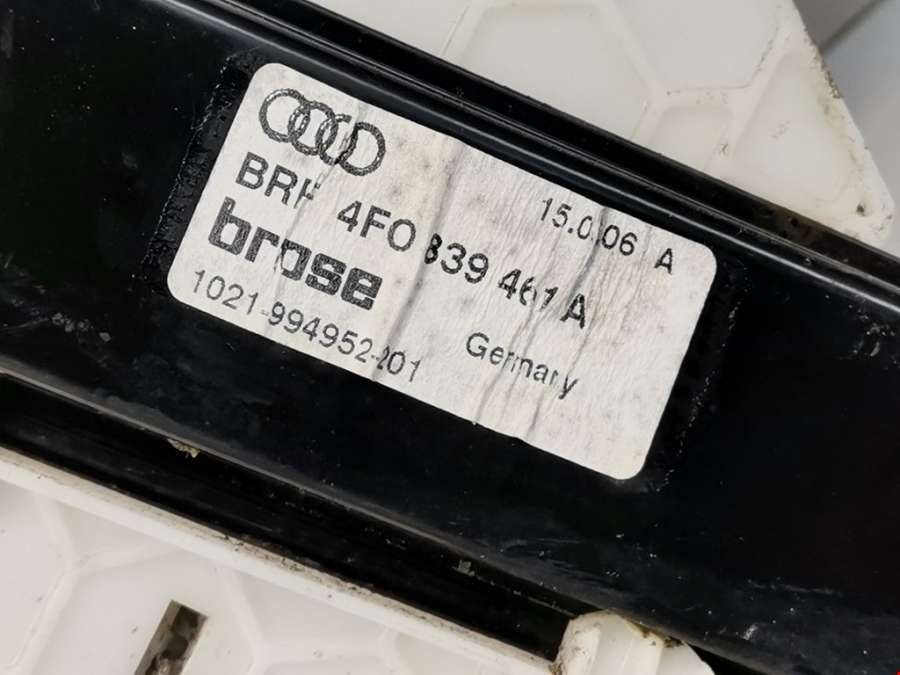 15.0 06 A
BRF 4F0 839 461 A
brose
1021-994952-201
Germany